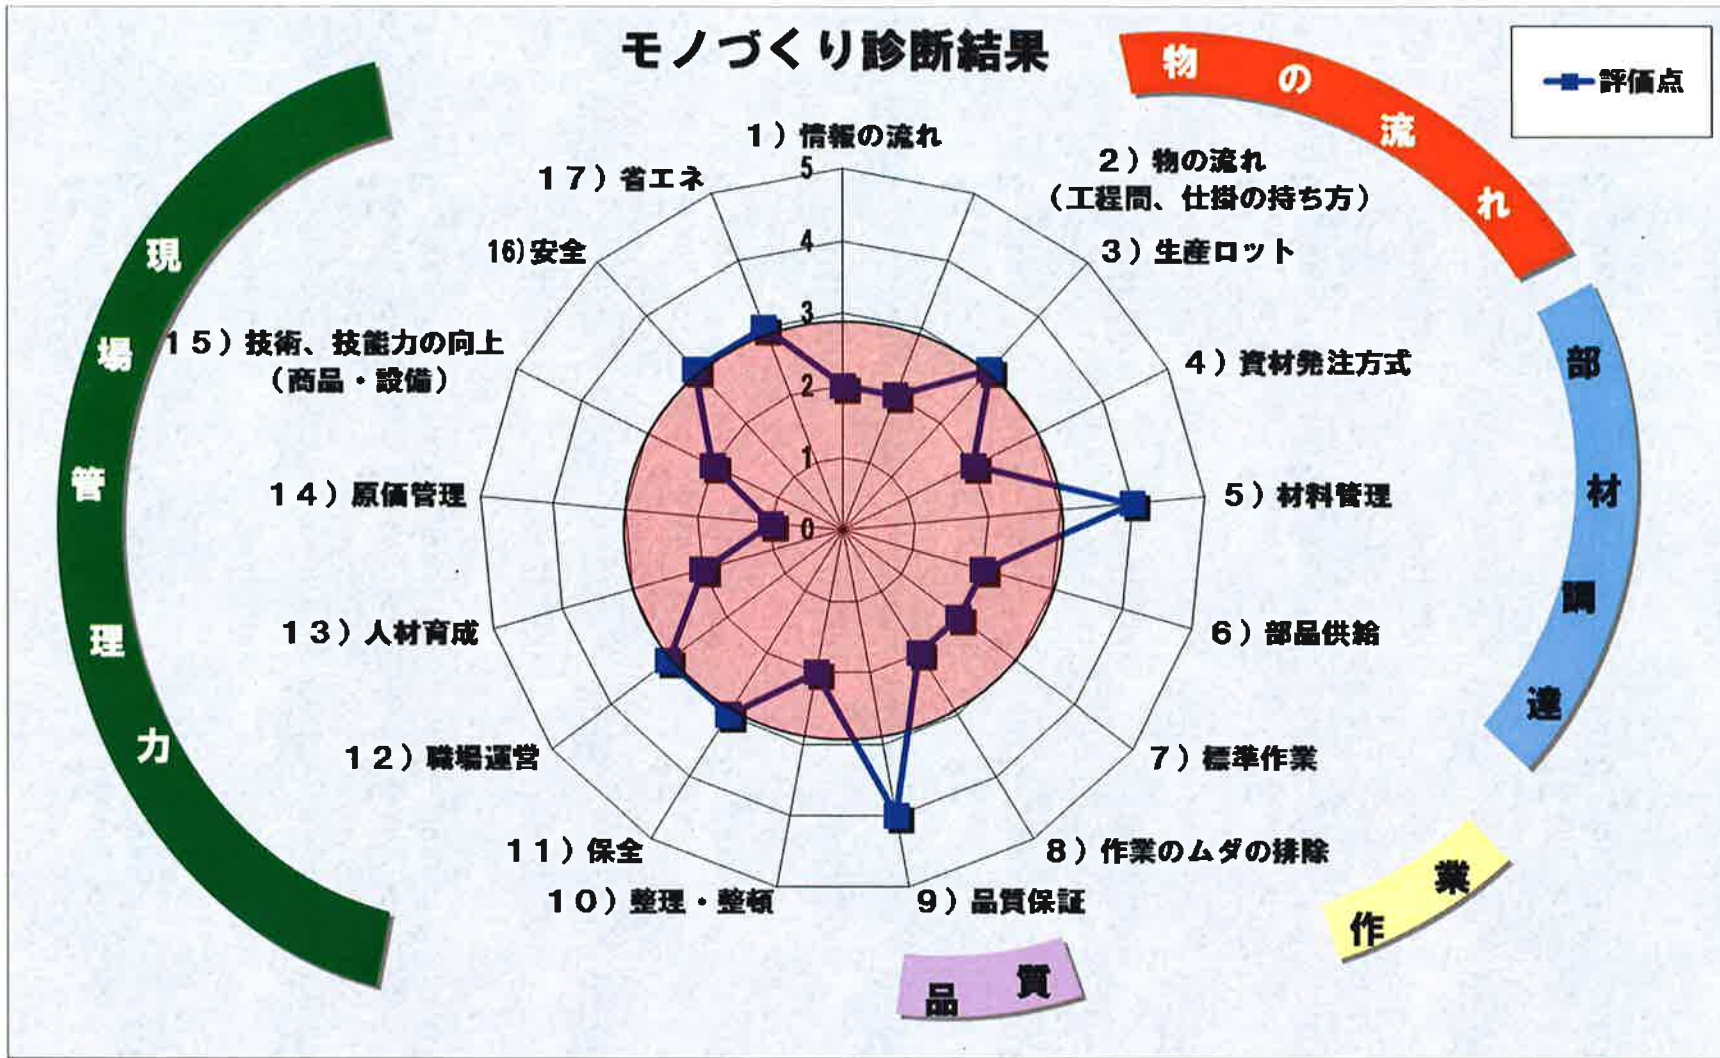 モノづくり診断結果
評価点
物の流れ
部材調達
作業
品質
現場管理力
1）情報の流れ
2）物の流れ
（工程間、仕掛の持ち方）
3）生産ロット
4）資材発注方式
5）材料管理
6）部品供給
7）標準作業
8）作業のムダの排除
9）品質保証
10）整理・整頓
11）保全
12）職場運営
13）人材育成
14）原価管理
15）技術、技能力の向上
（商品・設備）
16)安全
17）省エネ
5
4
3
2
1
0